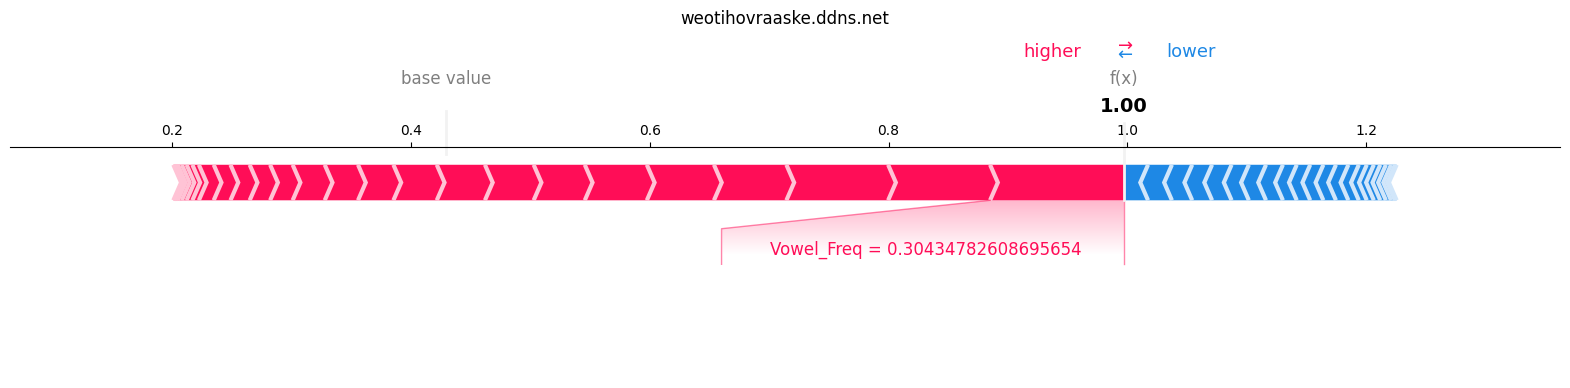 weotihovraaske.ddns.net
higher → ← lower
base value f(x)
1.00
0.2 0.4 0.6 0.8 1.0 1.2
Vowel_Freq = 0.30434782608695654